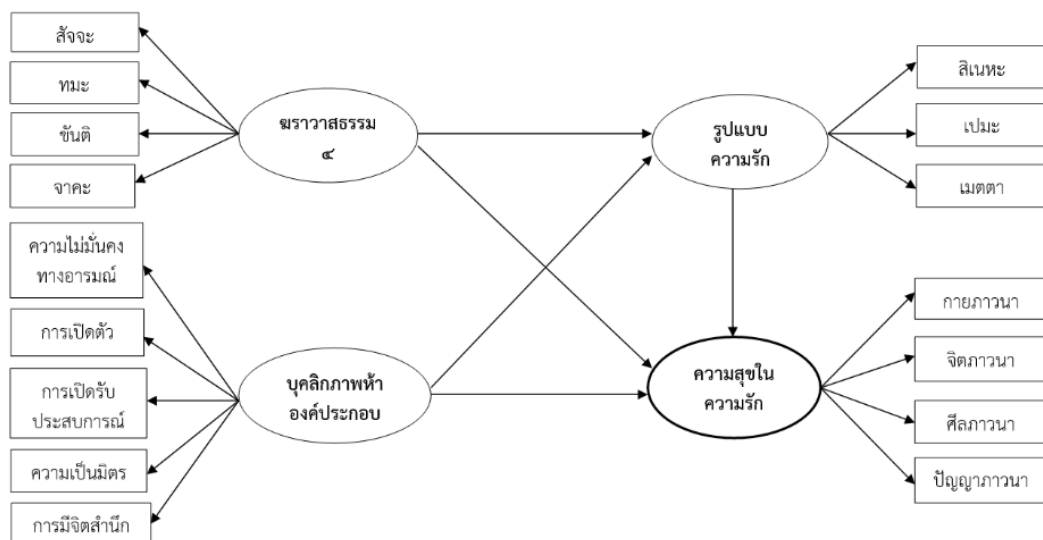 สัจจะ
ทมะ
ขันติ
จาคะ
ฆราวาสธรรม
๔
รูปแบบ
ความรัก
สิเนหะ
เปมะ
เมตตา
ความไม่มั่นคง
ทางอารมณ์
การเปิดตัว
การเปิดรับ
ประสบการณ์
ความเป็นมิตร
การมีจิตสำนึก
บุคลิกภาพห้า
องค์ประกอบ
ความสุขใน
ความรัก
กายภาวนา
จิตภาวนา
ศีลภาวนา
ปัญญาภาวนา